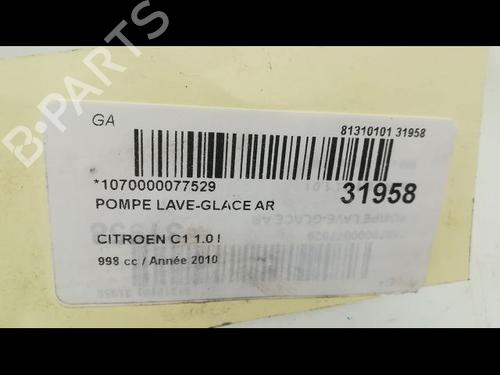 B-PARTS
GA
81310101 31958
*1070000077529
31958
POMPE LAVE-GLACE AR
CITROEN C1 1.0 I
998 cc / Année 2010